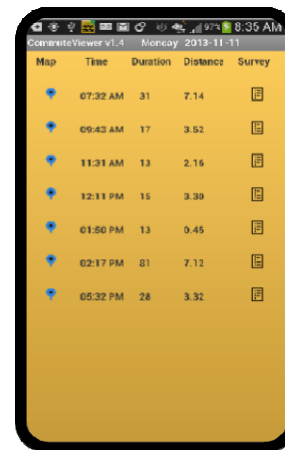 97% 8:35 AM
CommuteViewer v1.4 Monday 2013-11-11
Map Time Duration Distance Survey
07:32 AM 31 7.14
09:43 AM 17 3.52
11:31 AM 13 2.16
12:11 PM 15 3.30
01:50 PM 13 0.45
02:17 PM 81 7.12
05:32 PM 28 3.32